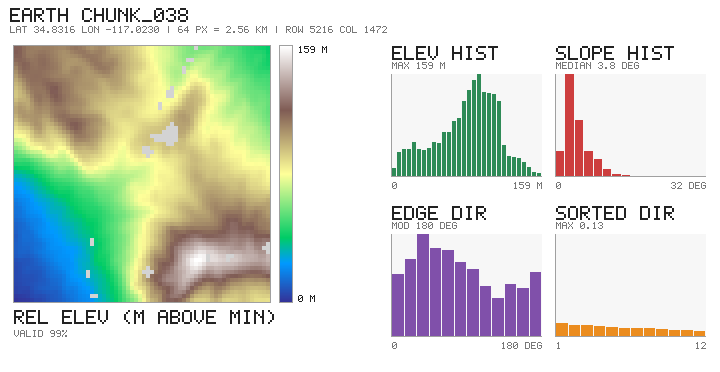 EARTH CHUNK_038
LAT 34.8316 LON -117.0230 | 64 PX = 2.56 KM | ROW 5216 COL 1472
159 M
0 M
REL ELEV (M ABOVE MIN)
VALID 99%
ELEV HIST
MAX 159 M
0 159 M
SLOPE HIST
MEDIAN 3.8 DEG
0 32 DEG
EDGE DIR
MOD 180 DEG
0 180 DEG
SORTED DIR
MAX 0.13
1 12